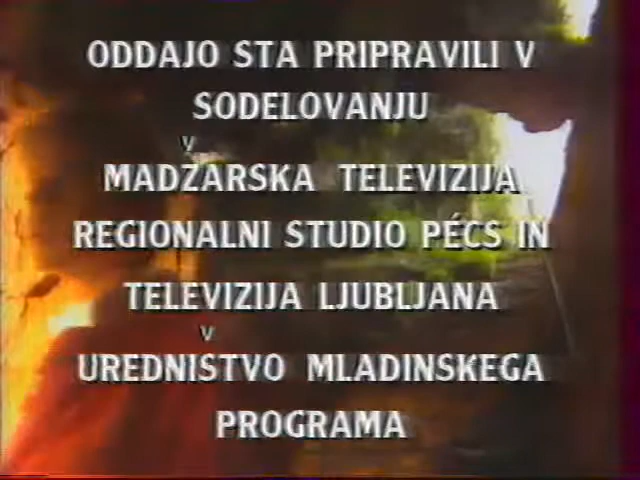 ODDAJO STA PRIPRAVILI V
SODELOVANJU
MADŽARSKA TELEVIZIJA
REGIONALNI STUDIO PÉCS IN
TELEVIZIJA LJUBLJANA
UREDNIŠTVO MLADINSKEGA
PROGRAMA